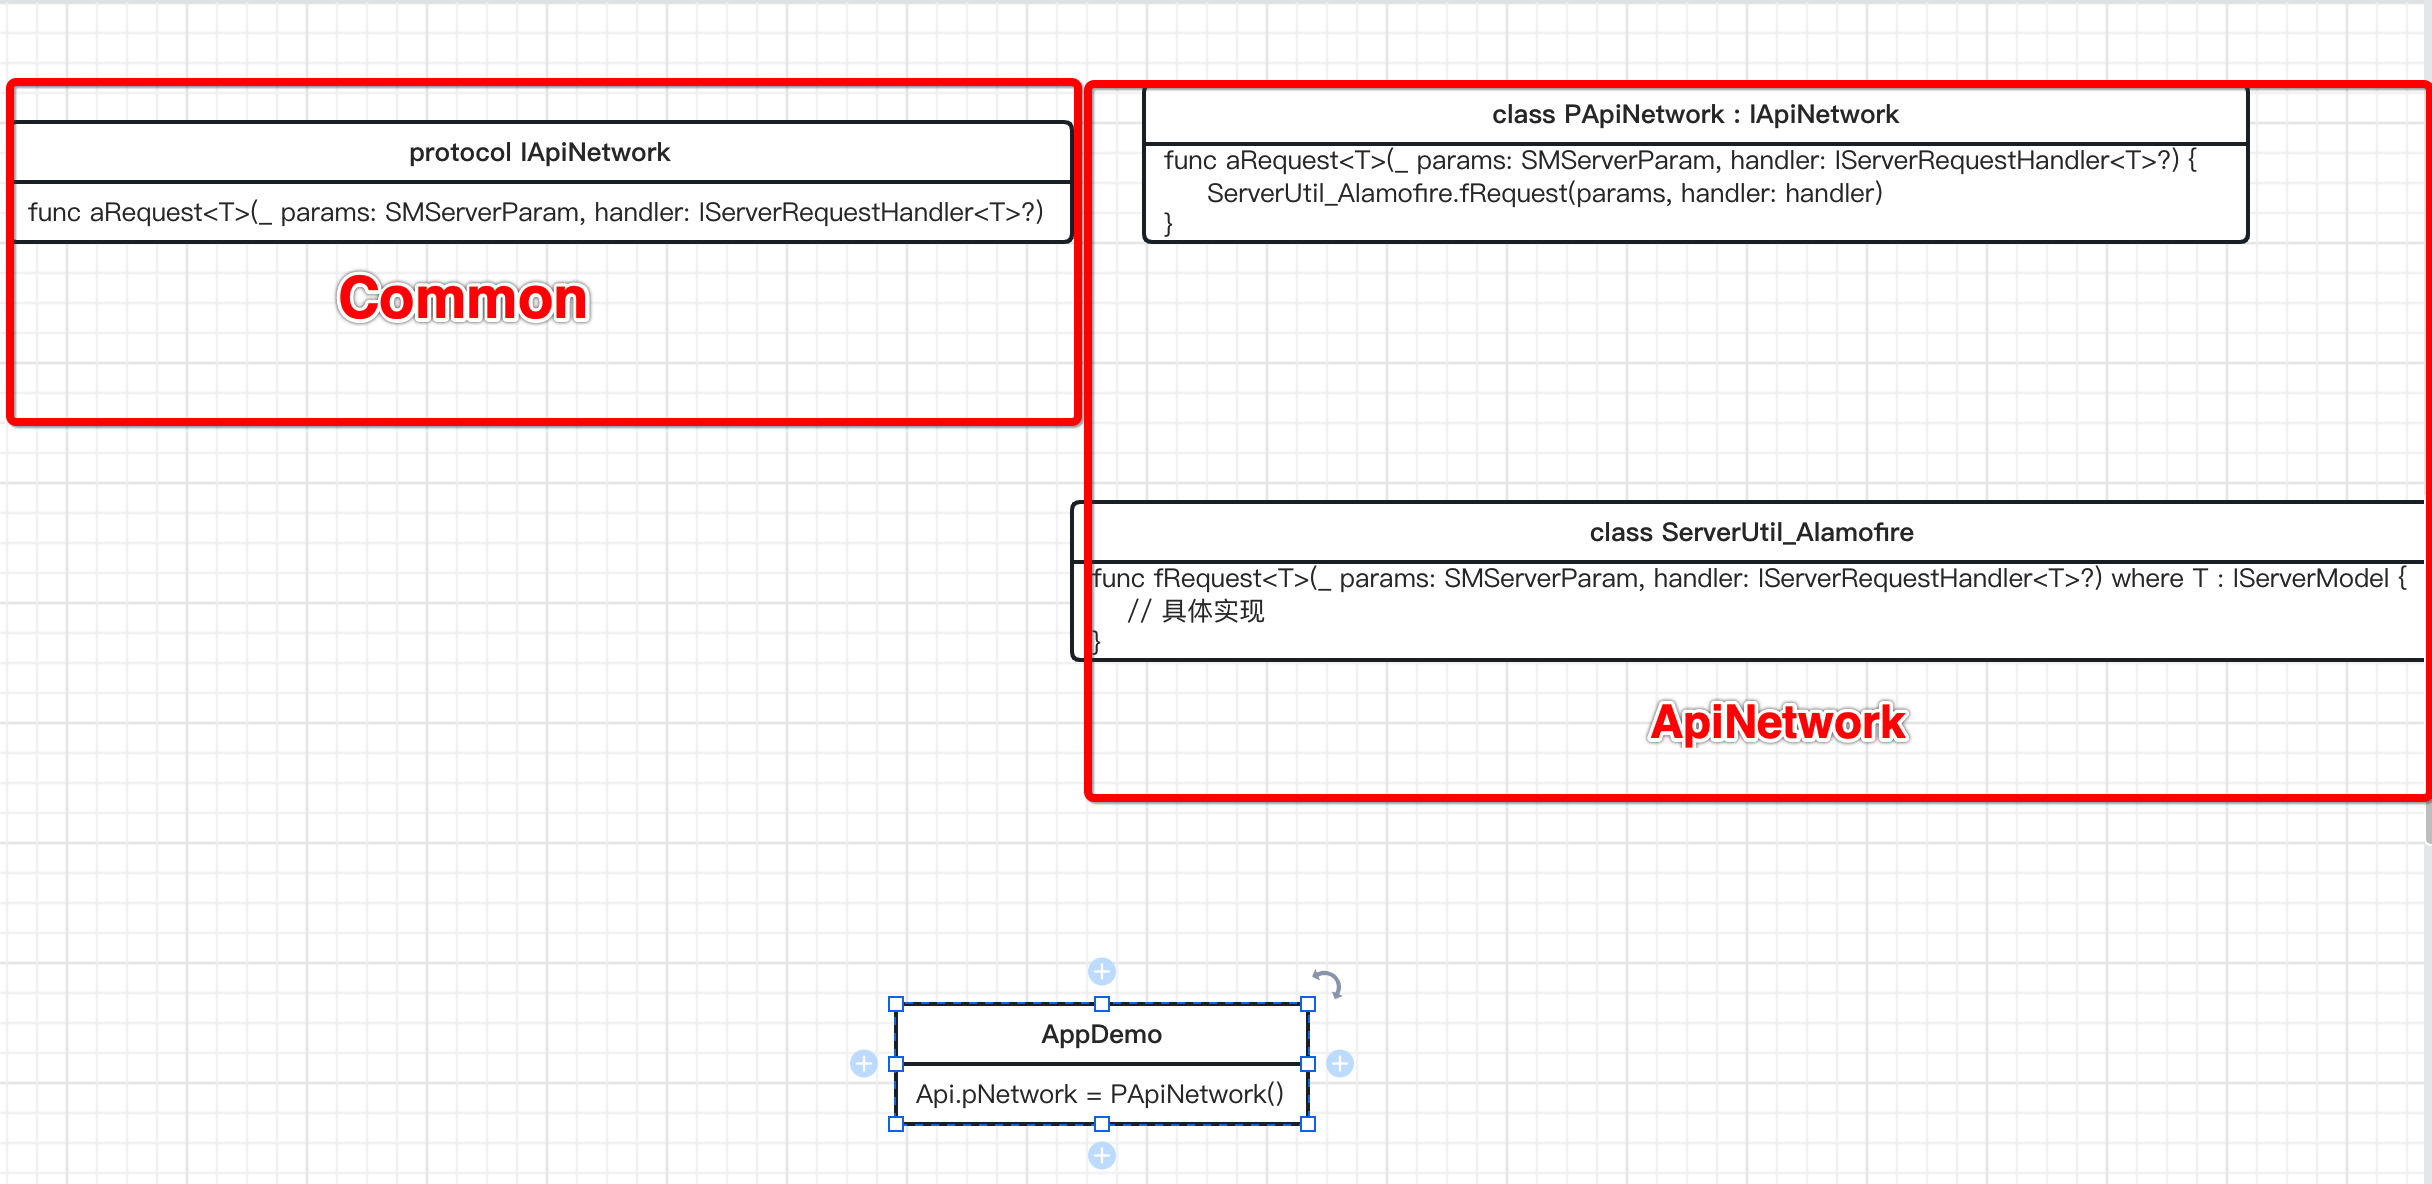 protocol IApiNetwork
func aRequest<T>(_ params: SMServerParam, handler: IServerRequestHandler<T>?)
Common
class PApiNetwork : IApiNetwork
func aRequest<T>(_ params: SMServerParam, handler: IServerRequestHandler<T>?) {
ServerUtil_Alamofire.fRequest(params, handler: handler)
}
class ServerUtil_Alamofire
func fRequest<T>(_ params: SMServerParam, handler: IServerRequestHandler<T>?) where T : IServerModel {
// 具体实现
}
ApiNetwork
AppDemo
Api.pNetwork = PApiNetwork()